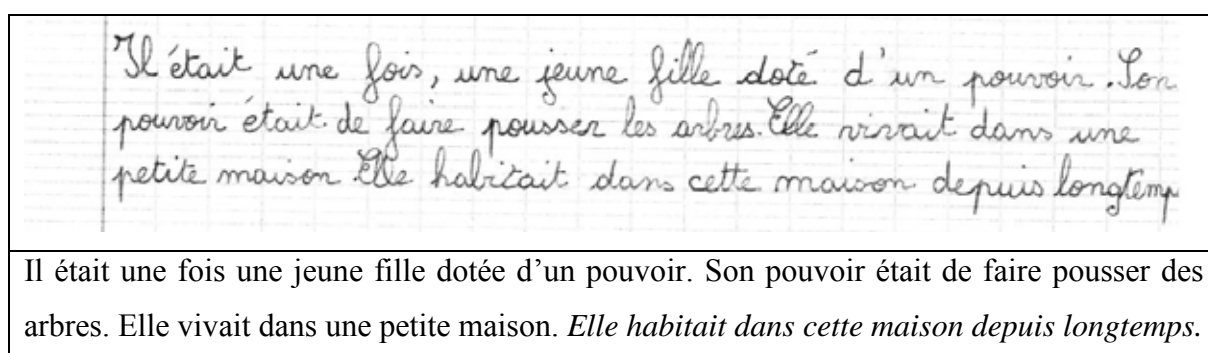 Il était une fois, une jeune fille doté d'un pouvoir. Son
pouvoir était de faire pousser les arbres. Elle vivait dans une
petite maison Elle habitait dans cette maison depuis longtemp
Il était une fois une jeune fille dotée d’un pouvoir. Son pouvoir était de faire pousser des
arbres. Elle vivait dans une petite maison. Elle habitait dans cette maison depuis longtemps.